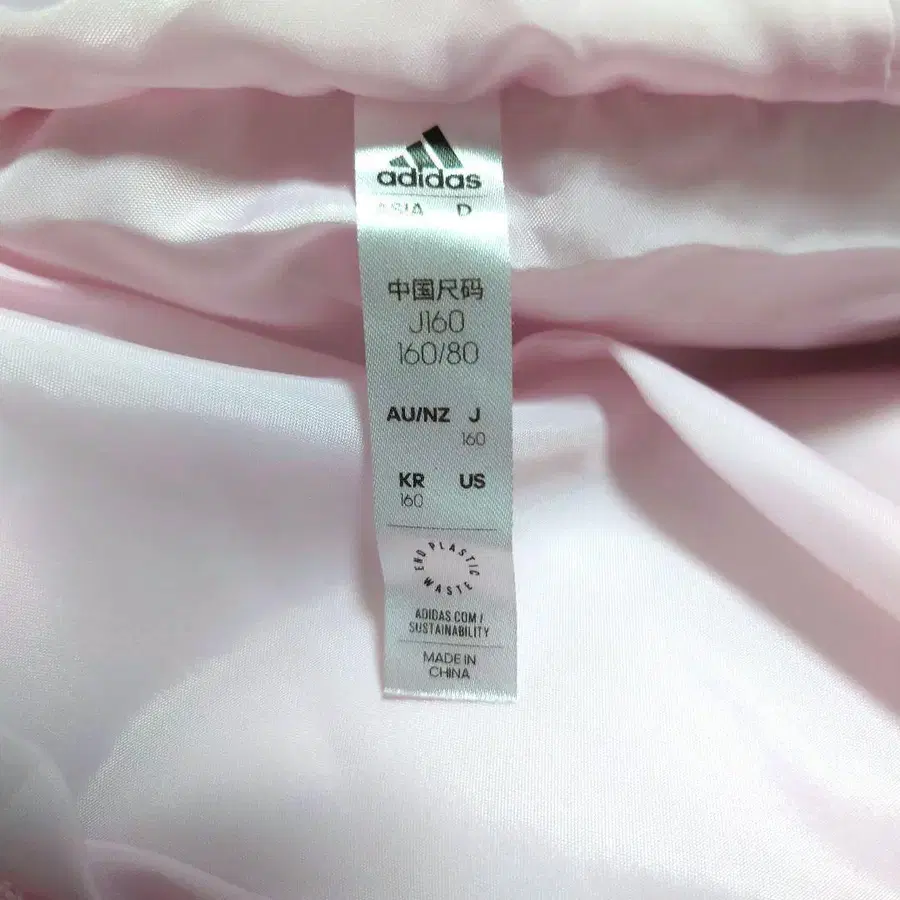 adidas
ASIA D
中国尺码
J160
160/80
AU/NZ J
160
KR US
160
END PLASTIC WASTE
ADIDAS.COM /
SUSTAINABILITY
MADE IN
CHINA